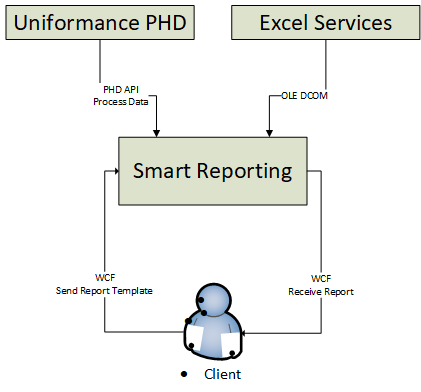 Uniformance PHD
Excel Services
PHD API
Process Data
OLE DCOM
Smart Reporting
WCF
Send Report Template
WCF
Receive Report
• Client